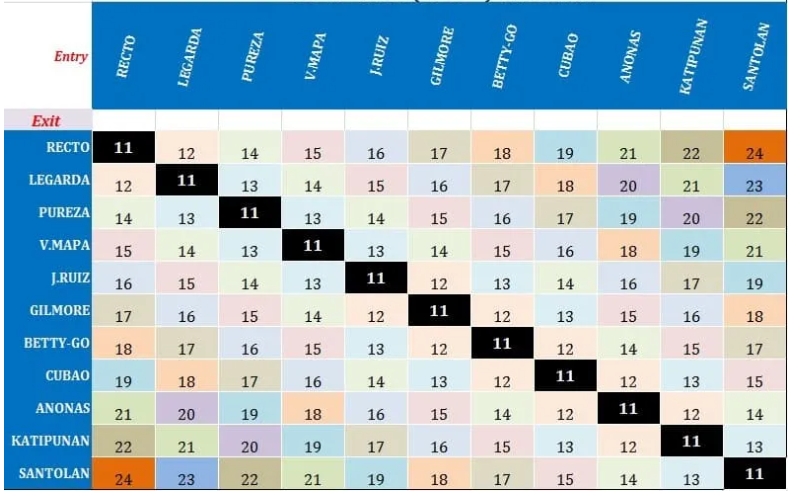 Entry RECTO LEGARDA PUREZA V.MAPA J.RUIZ GILMORE BETTY-GO CUBAO ANONAS KATIPUNAN SANTOLAN
Exit
RECTO 11 12 14 15 16 17 18 19 21 22 24
LEGARDA 12 11 13 14 15 16 17 18 20 21 23
PUREZA 14 13 11 13 14 15 16 17 19 20 22
V.MAPA 15 14 13 11 13 14 15 16 18 19 21
J.RUIZ 16 15 14 13 11 12 13 14 16 17 19
GILMORE 17 16 15 14 12 11 12 13 15 16 18
BETTY-GO 18 17 16 15 13 12 11 12 14 15 17
CUBAO 19 18 17 16 14 13 12 11 12 13 15
ANONAS 21 20 19 18 16 15 14 12 11 12 14
KATIPUNAN 22 21 20 19 17 16 15 13 12 11 13
SANTOLAN 24 23 22 21 19 18 17 15 14 13 11